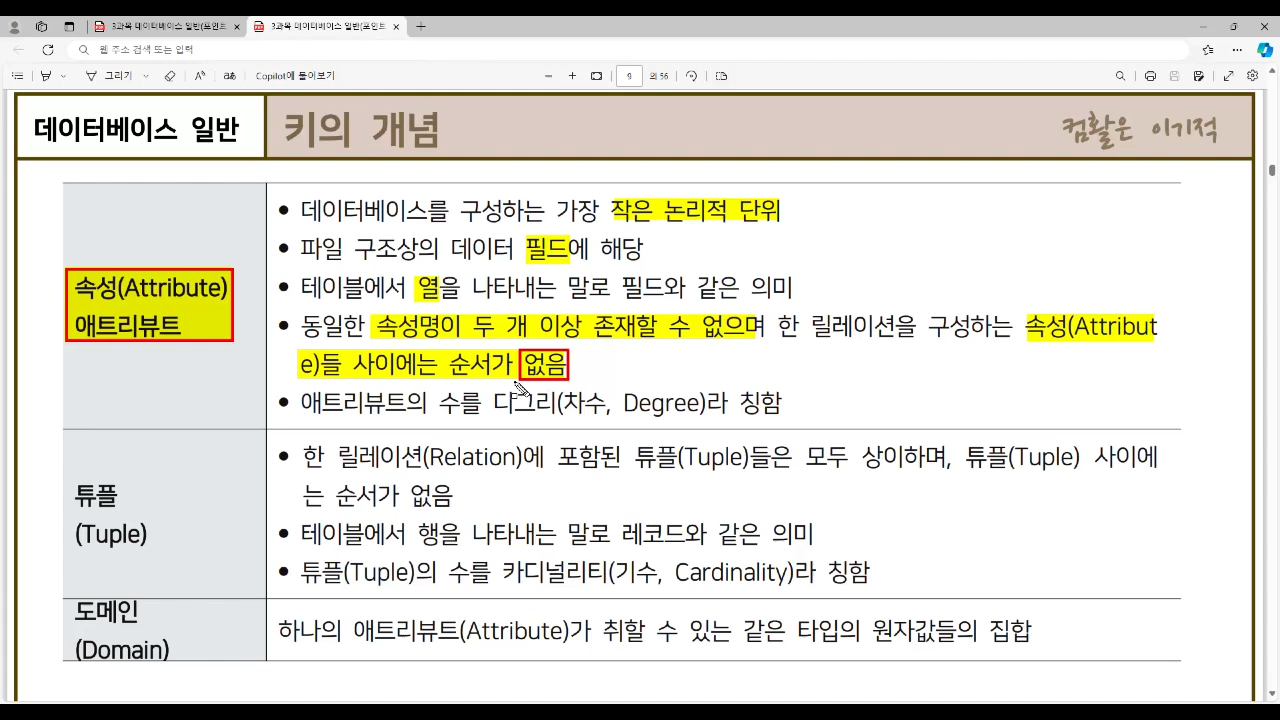 3과목 데이터베이스 일반(포인트
3과목 데이터베이스 일반(포인트
웹 주소 검색 또는 입력
그리기
Copilot에 물어보기
9 의 56
데이터베이스 일반
키의 개념
컴활은 이기적
속성(Attribute)
애트리뷰트
• 데이터베이스를 구성하는 가장 작은 논리적 단위
• 파일 구조상의 데이터 필드에 해당
• 테이블에서 열을 나타내는 말로 필드와 같은 의미
• 동일한 속성명이 두 개 이상 존재할 수 없으며 한 릴레이션을 구성하는 속성(Attribut
e)들 사이에는 순서가 없음
• 애트리뷰트의 수를 디그리(차수, Degree)라 칭함
튜플
(Tuple)
• 한 릴레이션(Relation)에 포함된 튜플(Tuple)들은 모두 상이하며, 튜플(Tuple) 사이에
는 순서가 없음
• 테이블에서 행을 나타내는 말로 레코드와 같은 의미
• 튜플(Tuple)의 수를 카디널리티(기수, Cardinality)라 칭함
도메인
(Domain)
하나의 애트리뷰트(Attribute)가 취할 수 있는 같은 타입의 원자값들의 집합